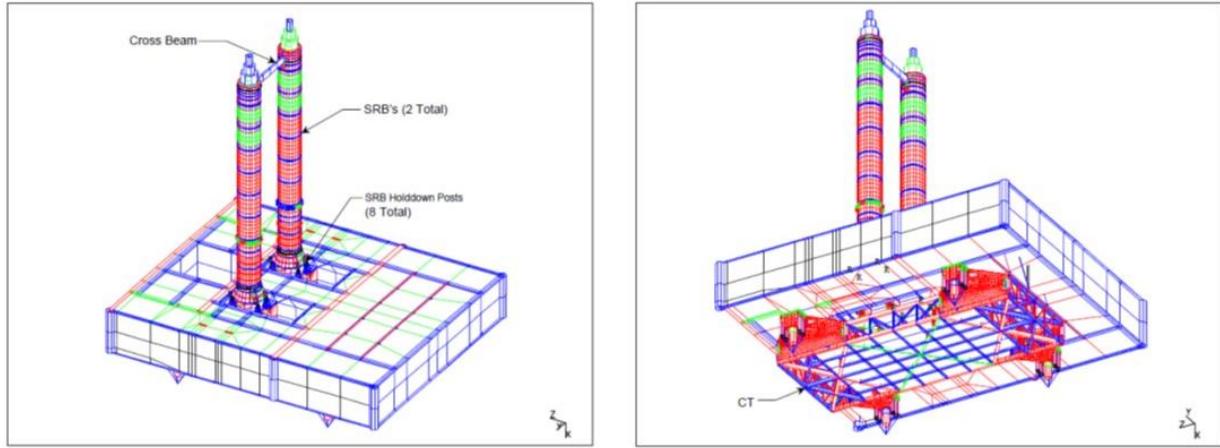 Cross Beam
SRB's (2 Total)
SRB Holddown Posts
(8 Total)
Z
Y
X
CT
Y
Z
X